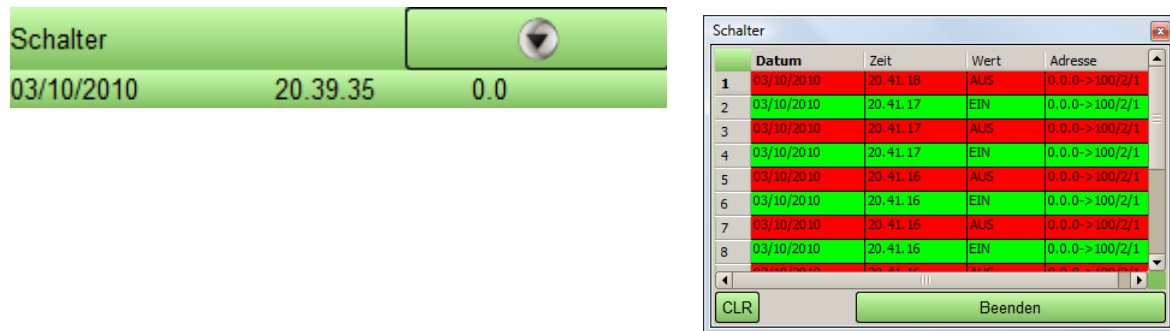 Schalter
03/10/2010 20.39.35 0.0
Schalter
Datum Zeit Wert Adresse
1 03/10/2010 20.41.18 AUS 0.0.0->100/2/1
2 03/10/2010 20.41.17 EIN 0.0.0->100/2/1
3 03/10/2010 20.41.17 AUS 0.0.0->100/2/1
4 03/10/2010 20.41.17 EIN 0.0.0->100/2/1
5 03/10/2010 20.41.16 AUS 0.0.0->100/2/1
6 03/10/2010 20.41.16 EIN 0.0.0->100/2/1
7 03/10/2010 20.41.16 AUS 0.0.0->100/2/1
8 03/10/2010 20.41.16 EIN 0.0.0->100/2/1
CLR Beenden